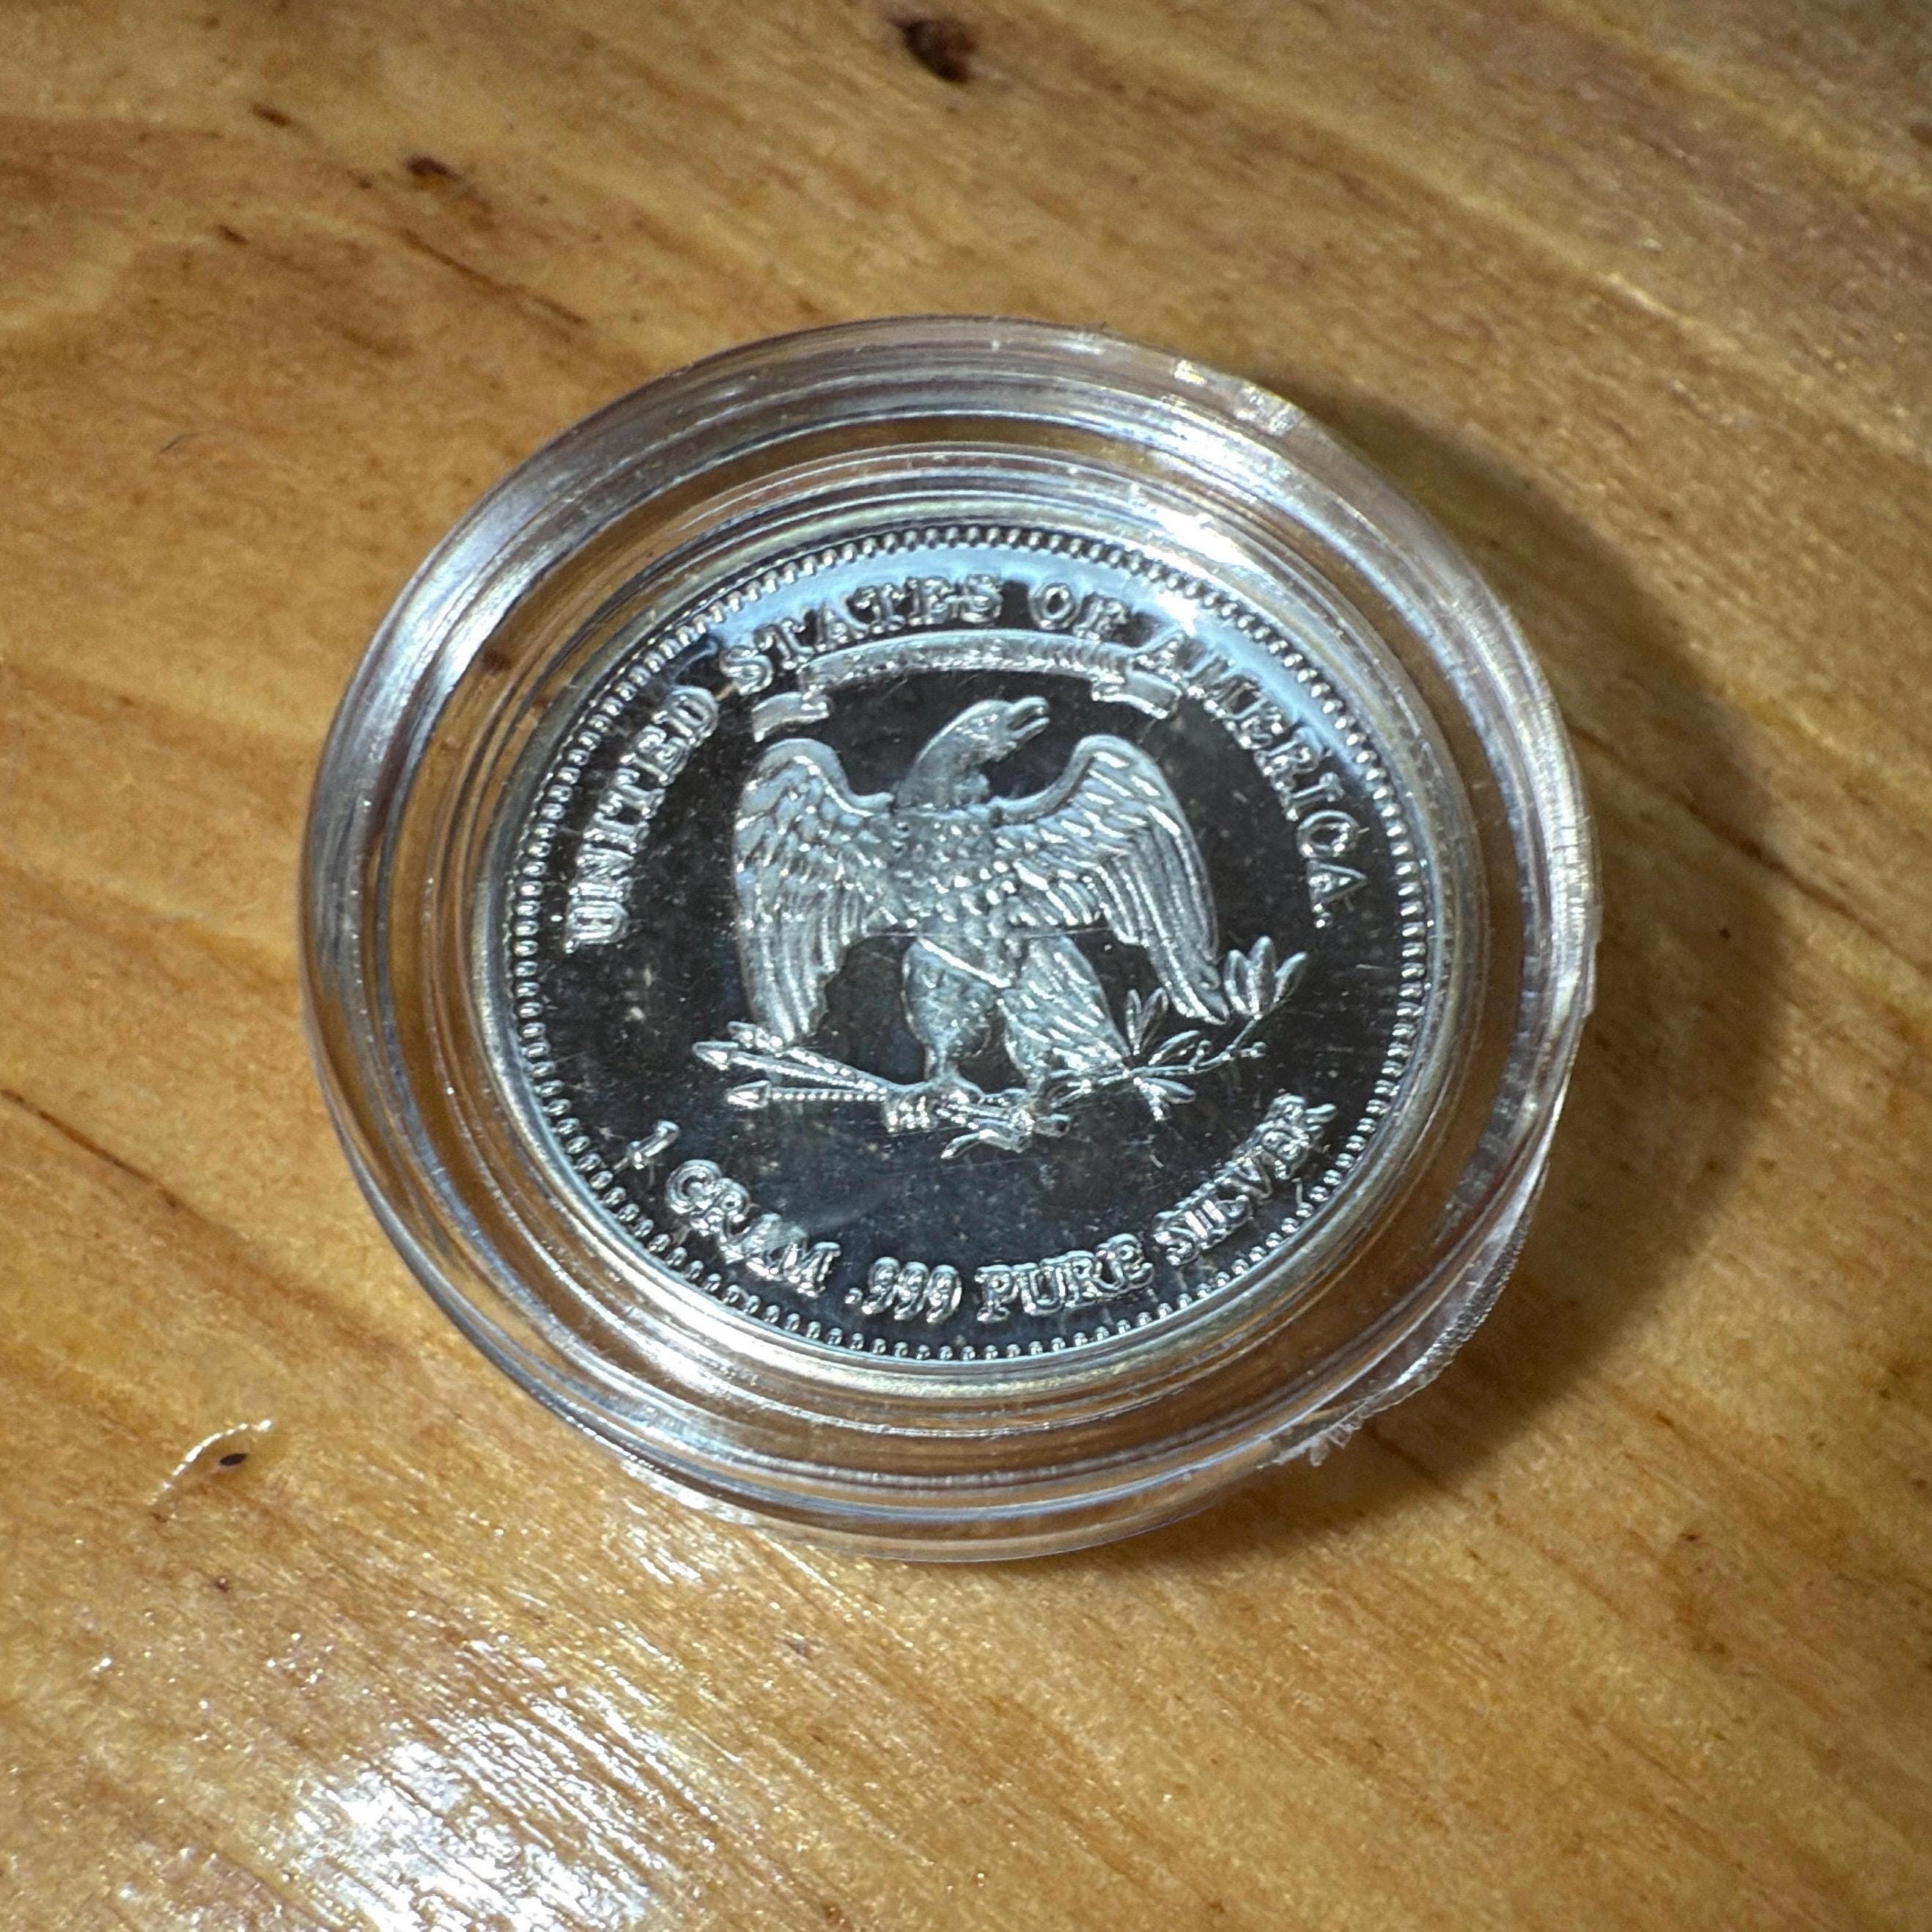 UNITED STATES OF AMERICA.
1 GRAM .999 PURE SILVER